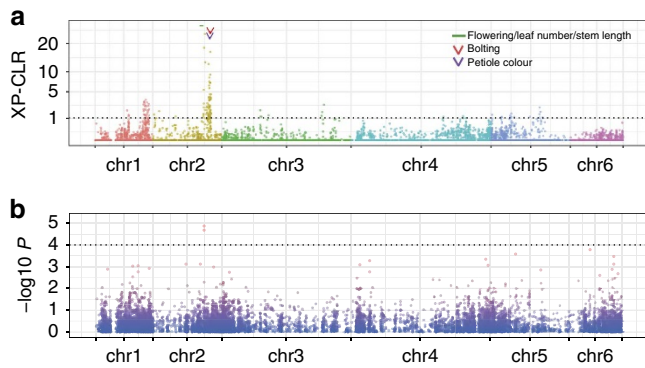 a
XP-CLR
20
10
5
1
Flowering/leaf number/stem length
Bolting
Petiole colour
chr1 chr2 chr3 chr4 chr5 chr6
b
−log10 P
5
4
3
2
1
0
chr1 chr2 chr3 chr4 chr5 chr6